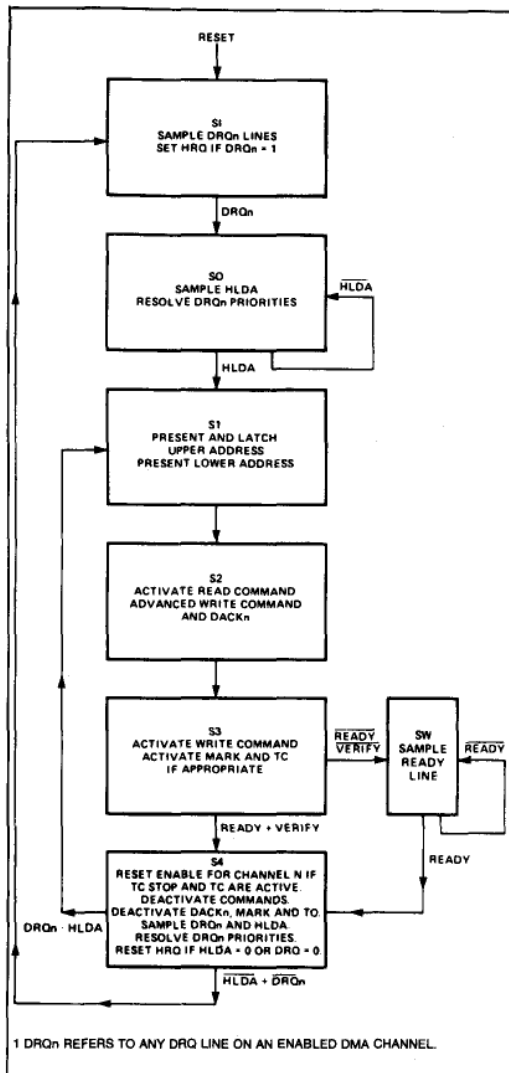 RESET
SI
SAMPLE DRQn LINES
SET HRQ IF DRQn = 1
DRQn
SO
SAMPLE HLDA
RESOLVE DRQn PRIORITIES
HLDA
HLDA
S1
PRESENT AND LATCH
UPPER ADDRESS
PRESENT LOWER ADDRESS
S2
ACTIVATE READ COMMAND
ADVANCED WRITE COMMAND
AND DACKn
S3
ACTIVATE WRITE COMMAND
ACTIVATE MARK AND TC
IF APPROPRIATE
READY
VERIFY
SW
SAMPLE
READY
LINE
READY
READY + VERIFY
READY
S4
RESET ENABLE FOR CHANNEL N IF
TC STOP AND TC ARE ACTIVE.
DEACTIVATE COMMANDS.
DEACTIVATE DACKn, MARK AND TO.
SAMPLE DRQn AND HLDA.
RESOLVE DRQn PRIORITIES.
RESET HRQ IF HLDA = 0 OR DRQ = 0.
DRQn · HLDA
HLDA + DRQn
1 DRQn REFERS TO ANY DRQ LINE ON AN ENABLED DMA CHANNEL.